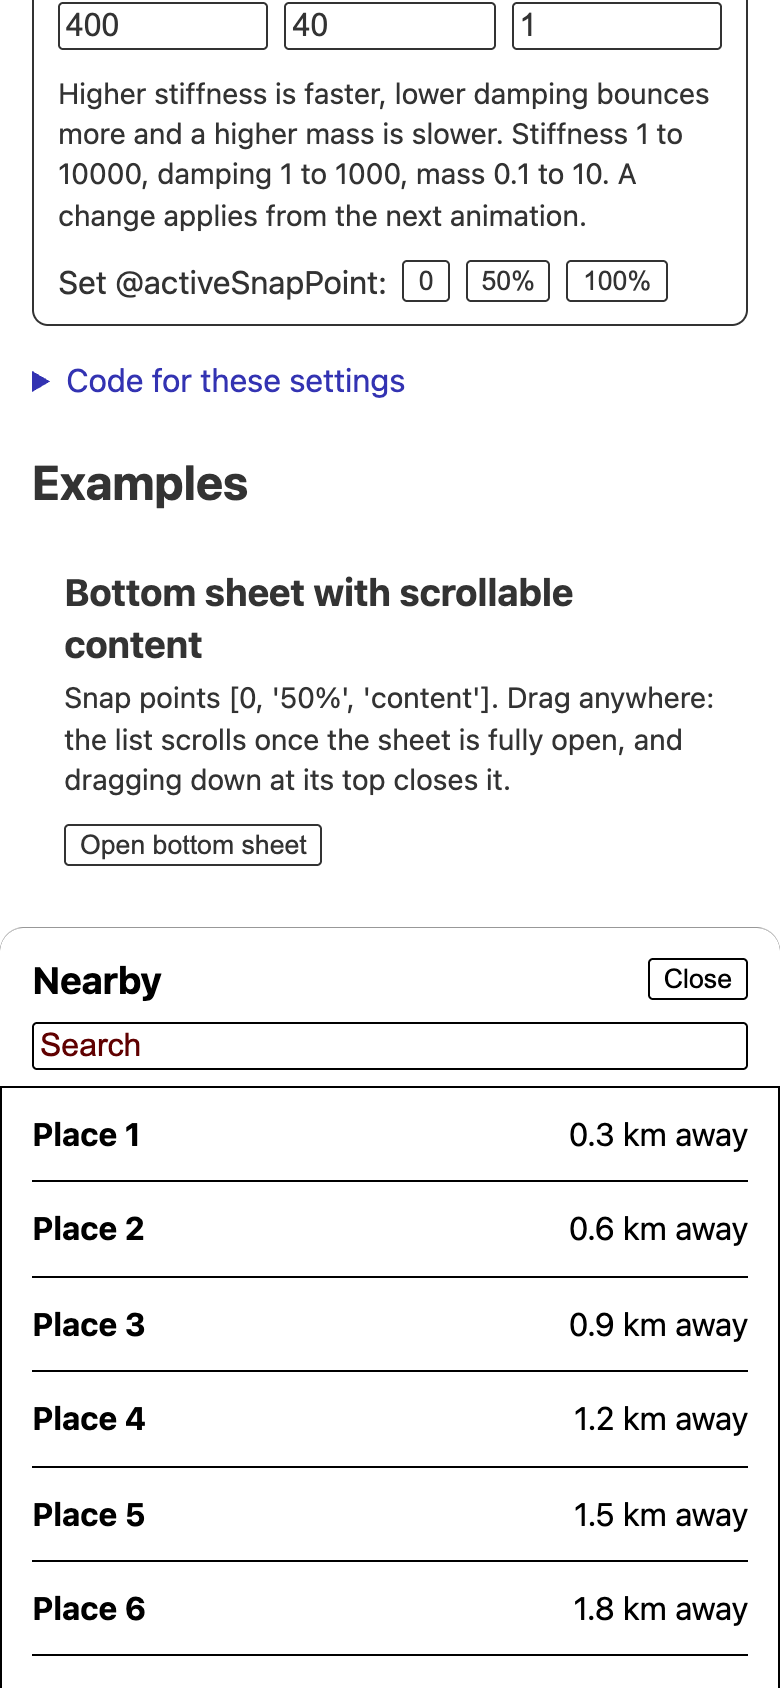 400 40 1
Higher stiffness is faster, lower damping bounces
more and a higher mass is slower. Stiffness 1 to
10000, damping 1 to 1000, mass 0.1 to 10. A
change applies from the next animation.
Set @activeSnapPoint: 0 50% 100%
▶ Code for these settings
Examples
Bottom sheet with scrollable
content
Snap points [0, '50%', 'content']. Drag anywhere:
the list scrolls once the sheet is fully open, and
dragging down at its top closes it.
Open bottom sheet
Nearby Close
Search
Place 1 0.3 km away
Place 2 0.6 km away
Place 3 0.9 km away
Place 4 1.2 km away
Place 5 1.5 km away
Place 6 1.8 km away